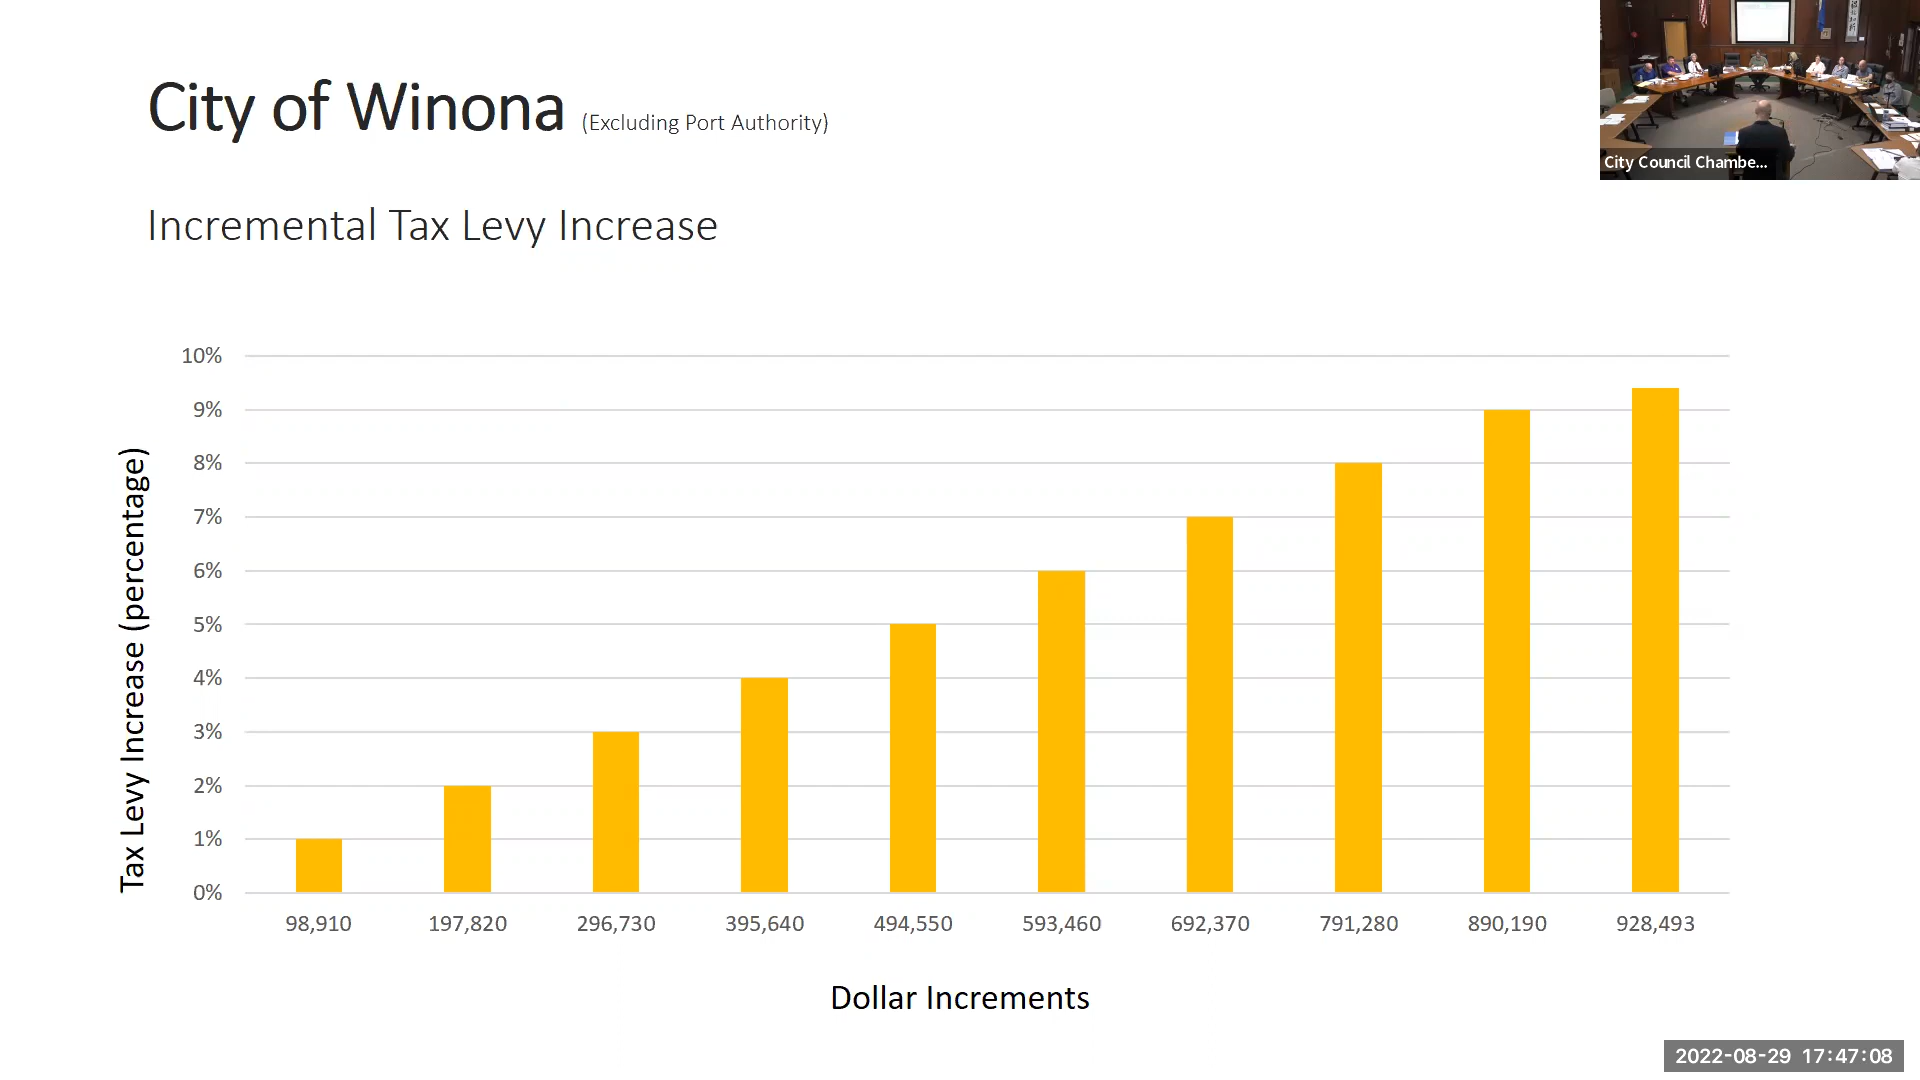 City of Winona (Excluding Port Authority)
City Council Chambe...
Incremental Tax Levy Increase
Tax Levy Increase (percentage)
10%
9%
8%
7%
6%
5%
4%
3%
2%
1%
0%
98,910 197,820 296,730 395,640 494,550 593,460 692,370 791,280 890,190 928,493
Dollar Increments
2022-08-29 17:47:08